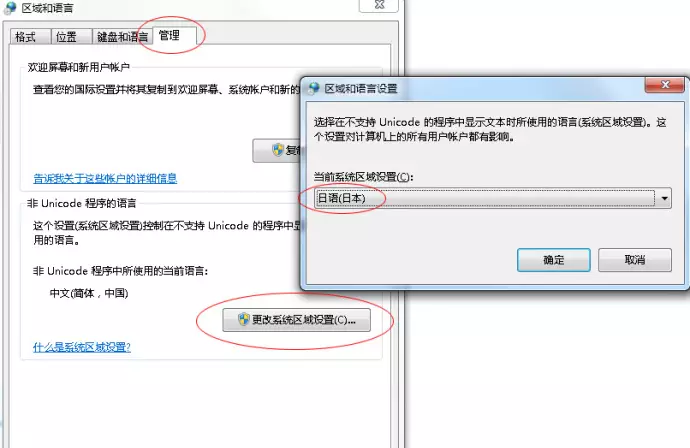 区域和语言
格式
位置
键盘和语言
管理
欢迎屏幕和新用户帐户
查看您的国际设置并将其复制到欢迎屏幕、系统帐户和新的
告诉我关于这些帐户的详细信息
非 Unicode 程序的语言
这个设置(系统区域设置)控制在不支持 Unicode 的程序中显
用的语言。
非 Unicode 程序中所使用的当前语言:
中文(简体，中国)
更改系统区域设置(C)...
什么是系统区域设置?
区域和语言设置
选择在不支持 Unicode 的程序中显示文本时所使用的语言(系统区域设置)。这
个设置对计算机上的所有用户帐户都有影响。
当前系统区域设置(C):
日语(日本)
确定
取消